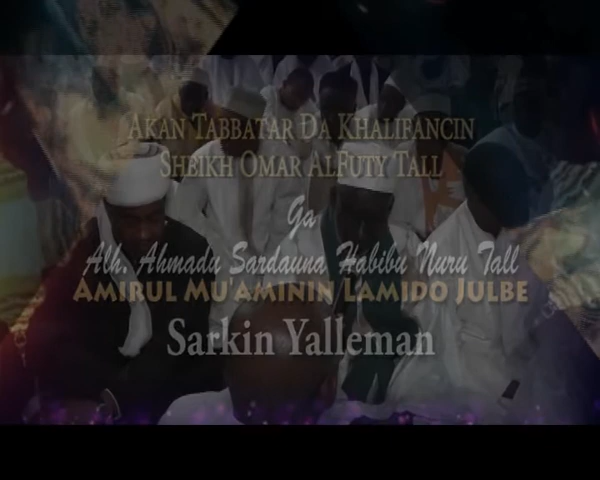 AKAN TABBATAR ĐA KHALIFANCIN
SHEIKH OMAR ALFUTY TALL
Ga
Alh. Ahmadu Sardauna Habibu Nuru Tall
AMIRUL MU'AMININ LAMIDO JULBE
Sarkin Yalleman